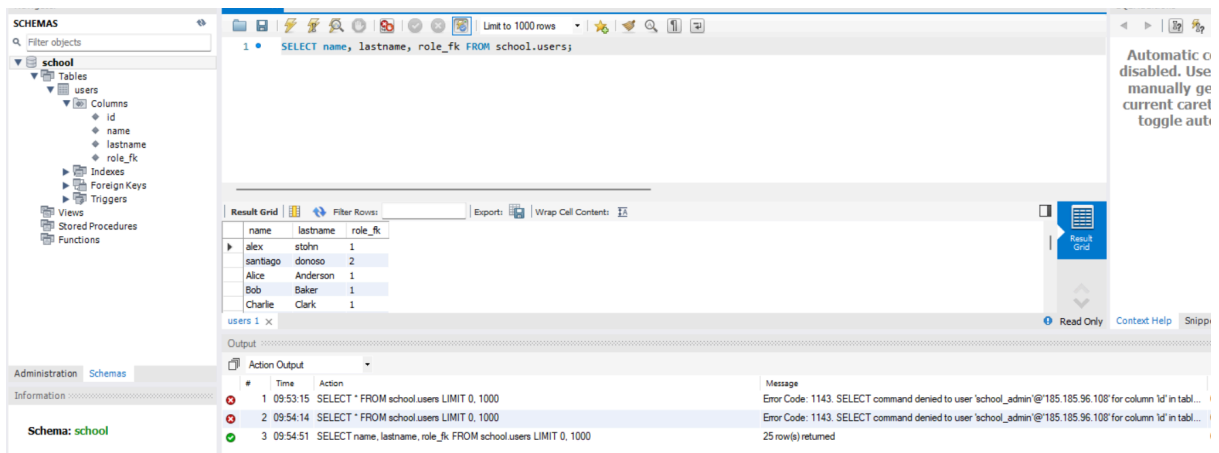 SCHEMAS
Filter objects
school
Tables
users
Columns
id
name
lastname
role_fk
Indexes
Foreign Keys
Triggers
Views
Stored Procedures
Functions
Administration Schemas
Information
Schema: school
Limit to 1000 rows
1 SELECT name, lastname, role_fk FROM school.users;
Result Grid Filter Rows: Export: Wrap Cell Content:
name lastname role_fk
alex stohn 1
santiago donoso 2
Alice Anderson 1
Bob Baker 1
Charlie Clark 1
Result
Grid
users 1 Read Only
Output
Action Output
# Time Action Message
1 09:53:15 SELECT * FROM school.users LIMIT 0, 1000 Error Code: 1143. SELECT command denied to user 'school_admin'@'185.185.96.108' for column 'id' in tabl...
2 09:54:14 SELECT * FROM school.users LIMIT 0, 1000 Error Code: 1143. SELECT command denied to user 'school_admin'@'185.185.96.108' for column 'id' in tabl...
3 09:54:51 SELECT name, lastname, role_fk FROM school.users LIMIT 0, 1000 25 row(s) returned
Automatic c
disabled. Use
manually ge
current caret
toggle aut
Context Help Snipp